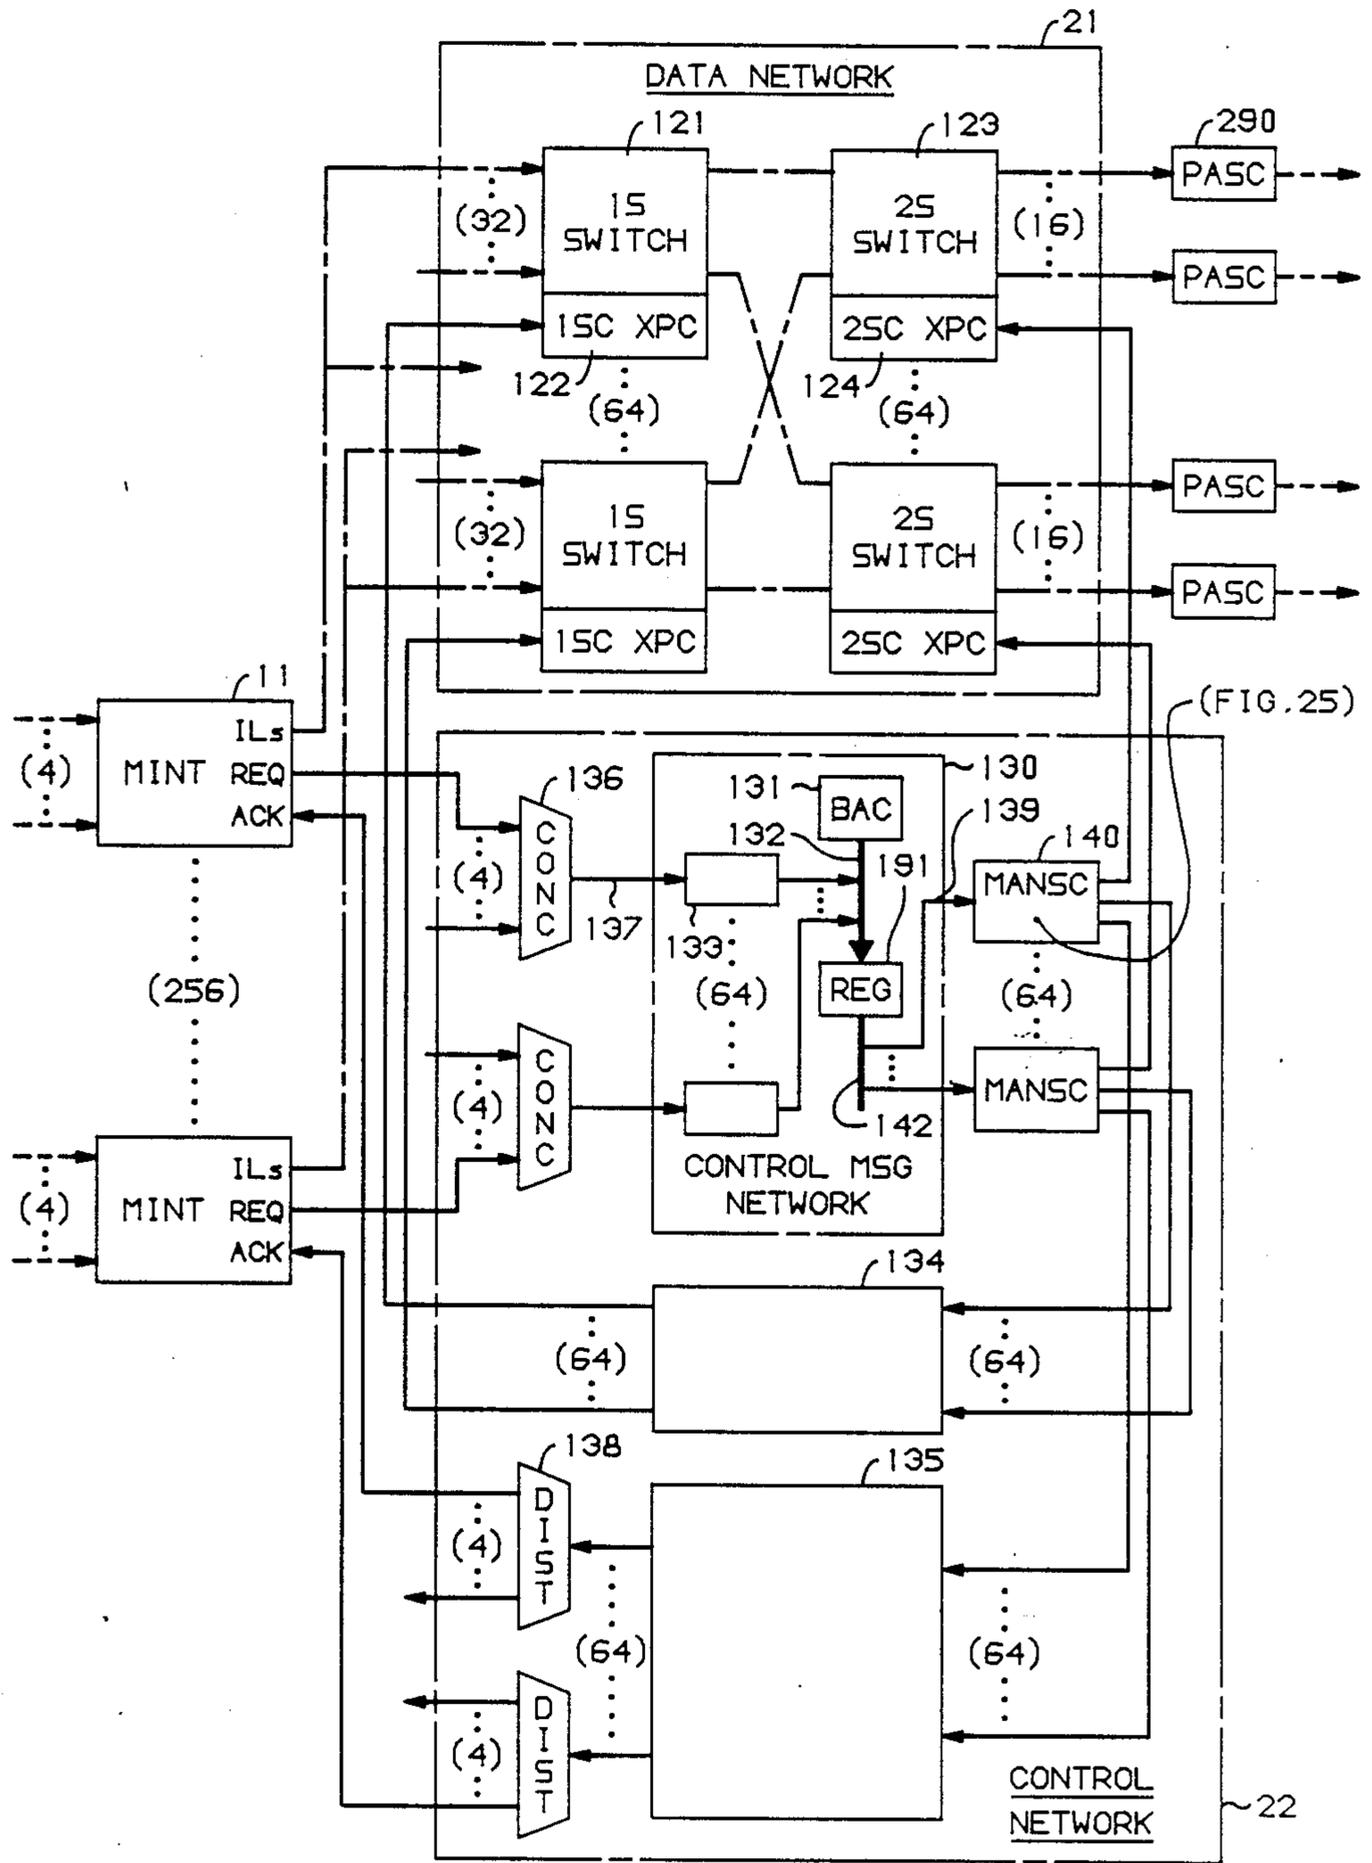 21
DATA NETWORK
121
123
290
1S
SWITCH
2S
SWITCH
PASC
(32)
(16)
PASC
1SC XPC
2SC XPC
122
124
(64)
(64)
1S
SWITCH
2S
SWITCH
PASC
(32)
(16)
PASC
1SC XPC
2SC XPC
11
(FIG.25)
ILs
MINT
REQ
ACK
(4)
136
CONC
(4)
137
130
131
BAC
132
139
191
133
(64)
REG
140
MANSC
(64)
MANSC
(256)
CONC
(4)
142
CONTROL MSG
NETWORK
ILs
MINT
REQ
ACK
(4)
134
(64)
(64)
138
135
DIST
(4)
(64)
(64)
DIST
(4)
CONTROL
NETWORK
22